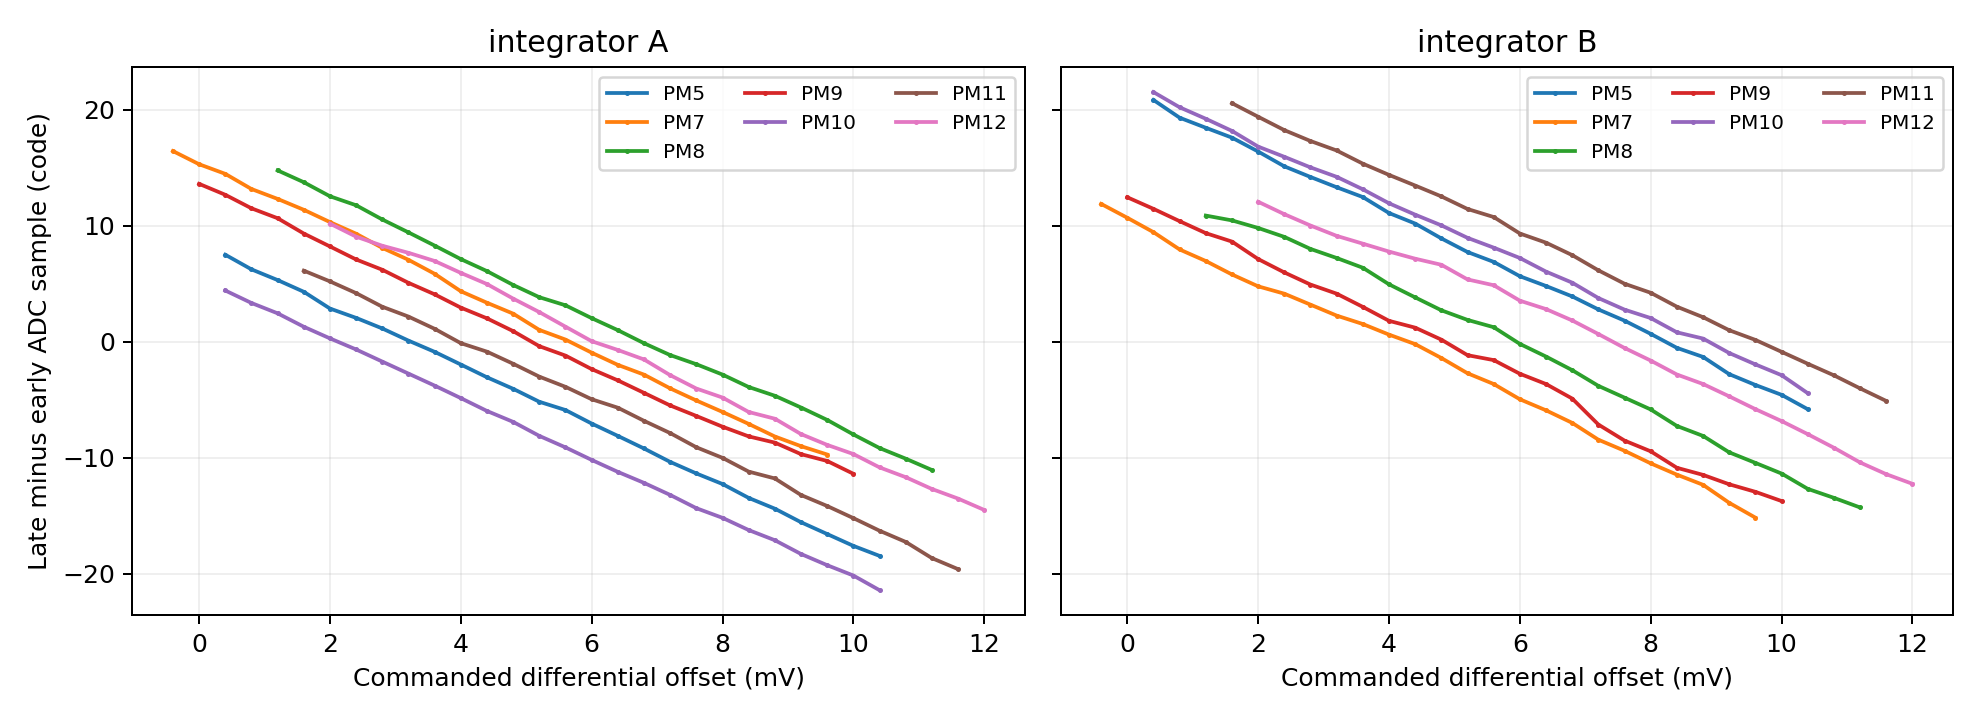 integrator A
integrator B
Late minus early ADC sample (code)
20
10
0
−10
−20
PM5 PM9 PM11
PM7 PM10 PM12
PM8
PM5 PM9 PM11
PM7 PM10 PM12
PM8
0 2 4 6 8 10 12
0 2 4 6 8 10 12
Commanded differential offset (mV)
Commanded differential offset (mV)